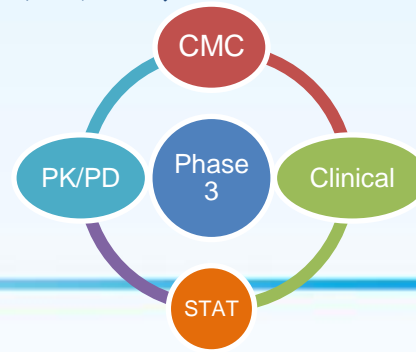 CMC
PK/PD
Phase
3
Clinical
STAT